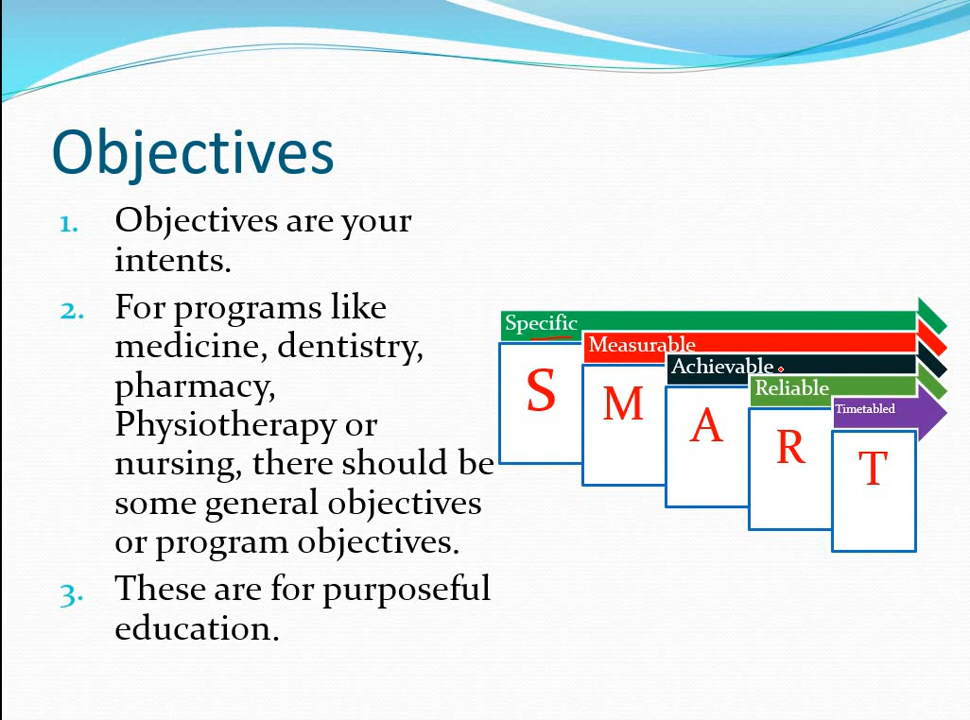 Objectives
1. Objectives are your
intents.
2. For programs like
medicine, dentistry,
pharmacy,
Physiotherapy or
nursing, there should be
some general objectives
or program objectives.
3. These are for purposeful
education.
Specific
Measurable
Achievable
Reliable
Timetabled
S
M
A
R
T